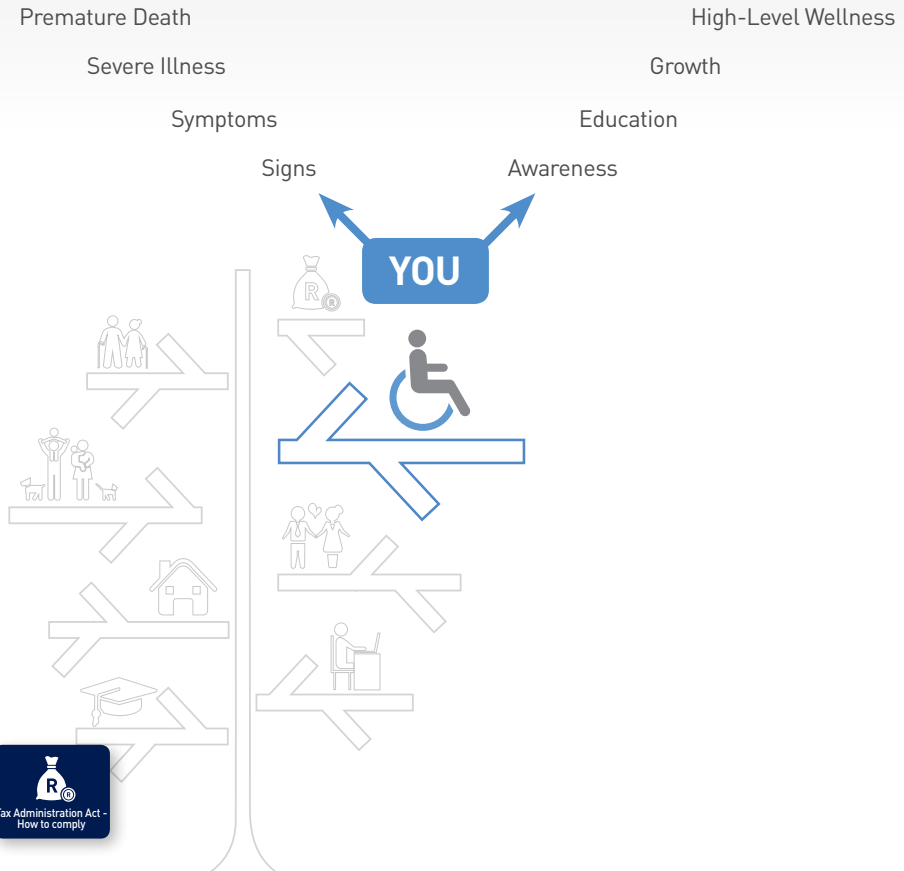 Premature Death
High-Level Wellness
Severe Illness
Growth
Symptoms
Education
Signs
Awareness
YOU
R
R
R
R
Tax Administration Act -
How to comply